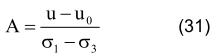 A = (u – u₀) / (σ₁ – σ₃) (31)